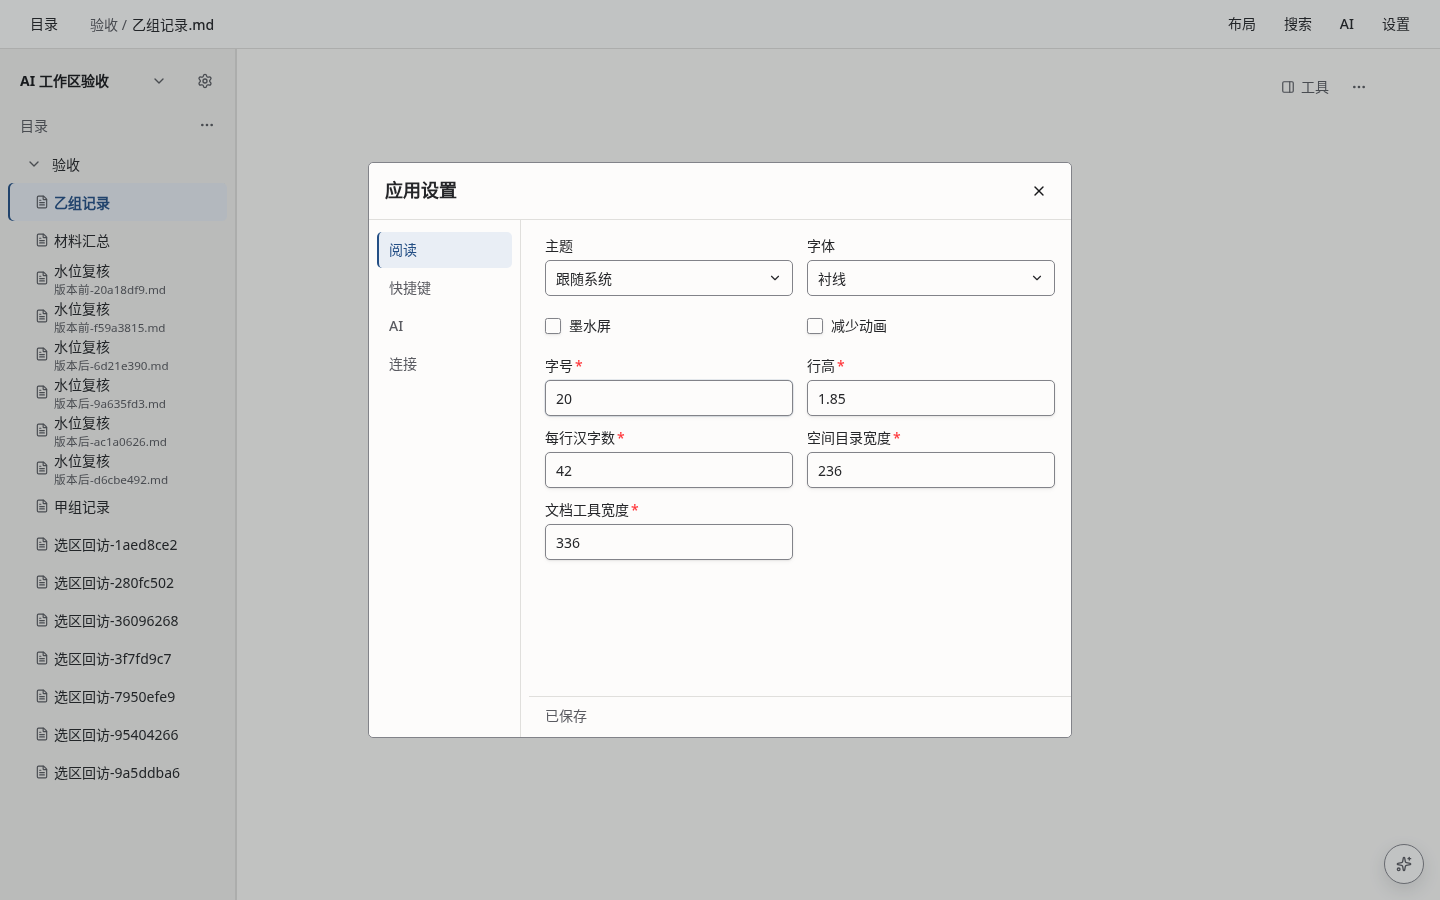 目录
验收 / 乙组记录.md
布局
搜索
AI
设置
AI 工作区验收
目录
验收
乙组记录
材料汇总
水位复核
版本前-20a18df9.md
水位复核
版本前-f59a3815.md
水位复核
版本后-6d21e390.md
水位复核
版本后-9a635fd3.md
水位复核
版本后-ac1a0626.md
水位复核
版本后-d6cbe492.md
甲组记录
选区回访-1aed8ce2
选区回访-280fc502
选区回访-36096268
选区回访-3f7fd9c7
选区回访-7950efe9
选区回访-95404266
选区回访-9a5ddba6
工具
应用设置
阅读
快捷键
AI
连接
主题
字体
跟随系统
衬线
墨水屏
减少动画
字号*
行高*
20
1.85
每行汉字数*
空间目录宽度*
42
236
文档工具宽度*
336
已保存